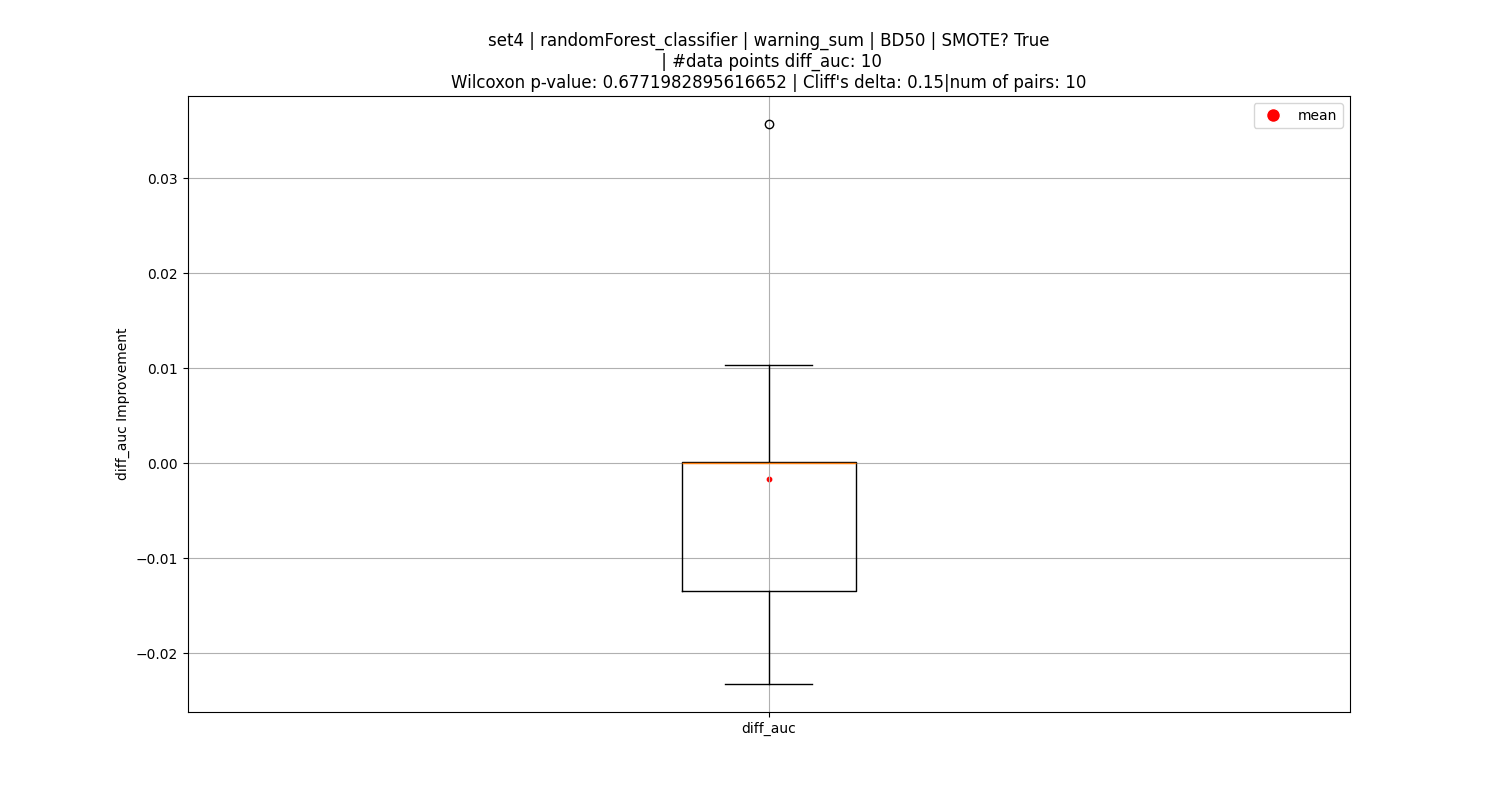 set4 | randomForest_classifier | warning_sum | BD50 | SMOTE? True
| #data points diff_auc: 10
Wilcoxon p-value: 0.6771982895616652 | Cliff's delta: 0.15|num of pairs: 10
mean
0.03
0.02
0.01
0.00
−0.01
−0.02
diff_auc Improvement
diff_auc